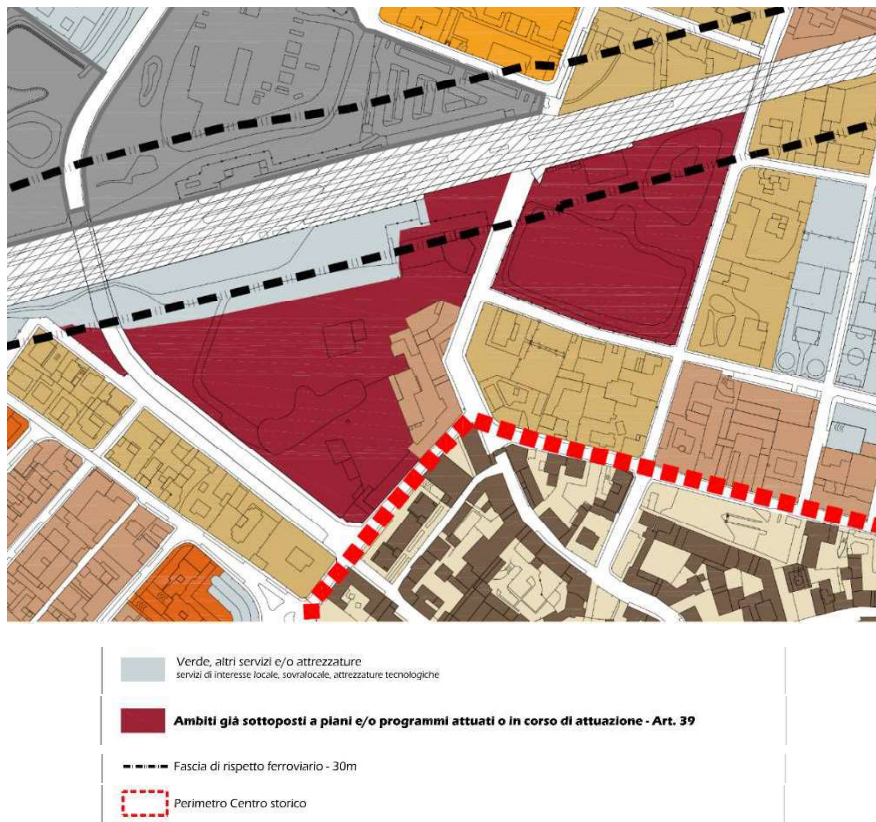 Verde, altri servizi e/o attrezzature
servizi di interesse locale, sovralocale, attrezzature tecnologiche
Ambiti già sottoposti a piani e/o programmi attuati o in corso di attuazione - Art. 39
Fascia di rispetto ferroviario - 30m
Perimetro Centro storico